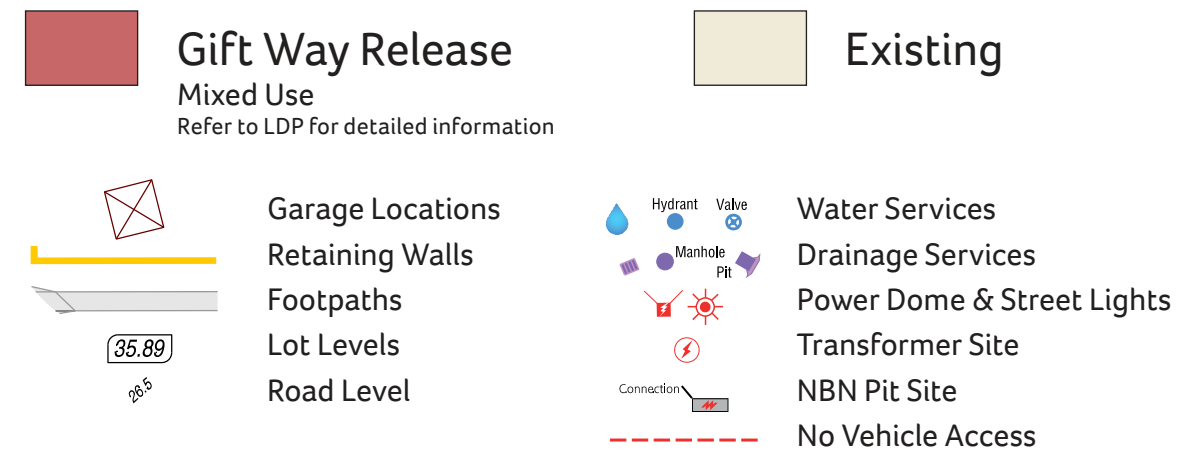 Gift Way Release
Mixed Use
Refer to LDP for detailed information
Existing
Garage Locations
Retaining Walls
Footpaths
35.89
Lot Levels
26.5
Road Level
Hydrant Valve
Water Services
Manhole
Pit
Drainage Services
Power Dome & Street Lights
Transformer Site
Connection
NBN Pit Site
No Vehicle Access